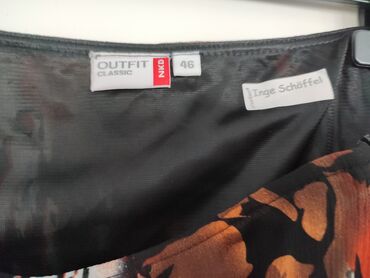 OUTFIT
CLASSIC
NKD
46
Inge Schöffel